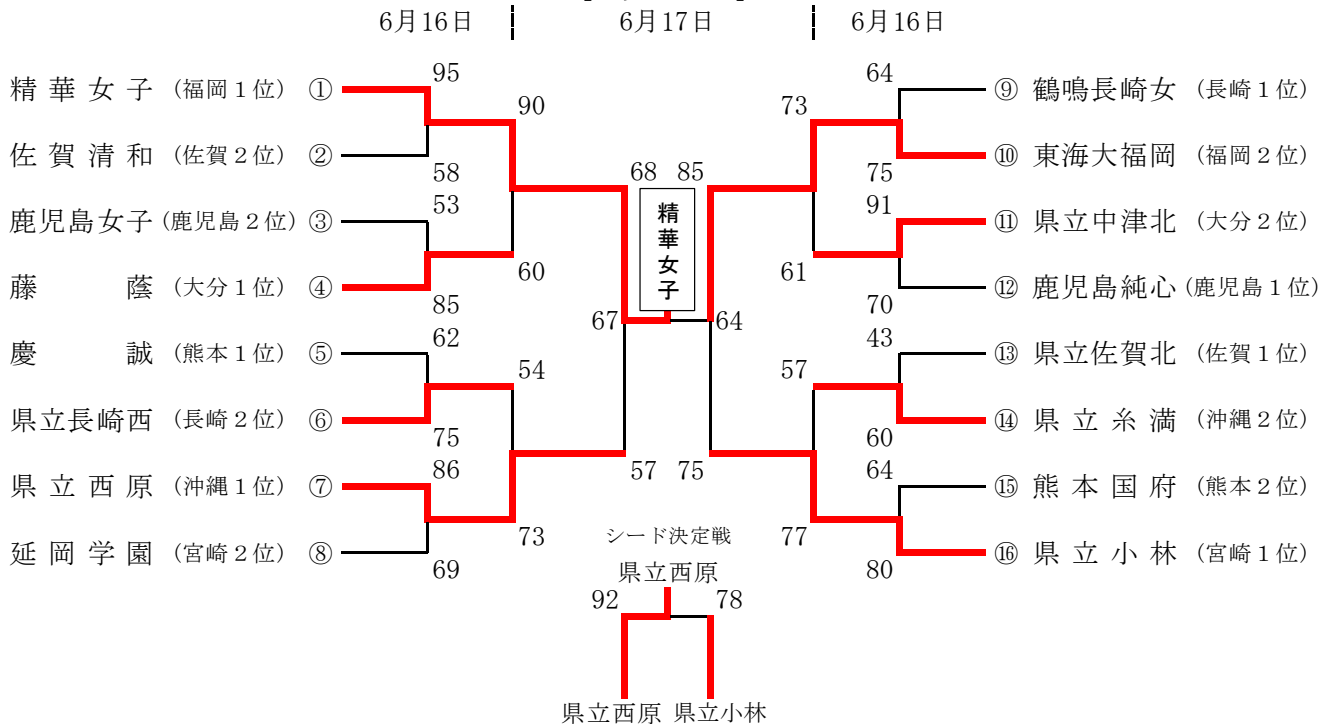 6月16日 6月17日 6月16日
95 64
精華女子 (福岡1位) ① 90 73 ⑨ 鶴鳴長崎女 (長崎1位)
佐賀清和 (佐賀2位) ② 58 68 85 75 ⑩ 東海大福岡 (福岡2位)
53 91
鹿児島女子 (鹿児島2位) ③ 精華女子 ⑪ 県立中津北 (大分2位)
60 61
藤蔭 (大分1位) ④ 85 70 ⑫ 鹿児島純心 (鹿児島1位)
67 64
62 43
慶誠 (熊本1位) ⑤ 54 57 ⑬ 県立佐賀北 (佐賀1位)
県立長崎西 (長崎2位) ⑥ 75 60 ⑭ 県立糸満 (沖縄2位)
86 57 75 64
県立西原 (沖縄1位) ⑦ ⑮ 熊本国府 (熊本2位)
73 シード決定戦 77
延岡学園 (宮崎2位) ⑧ 69 80 ⑯ 県立小林 (宮崎1位)
県立西原
92 78
県立西原 県立小林